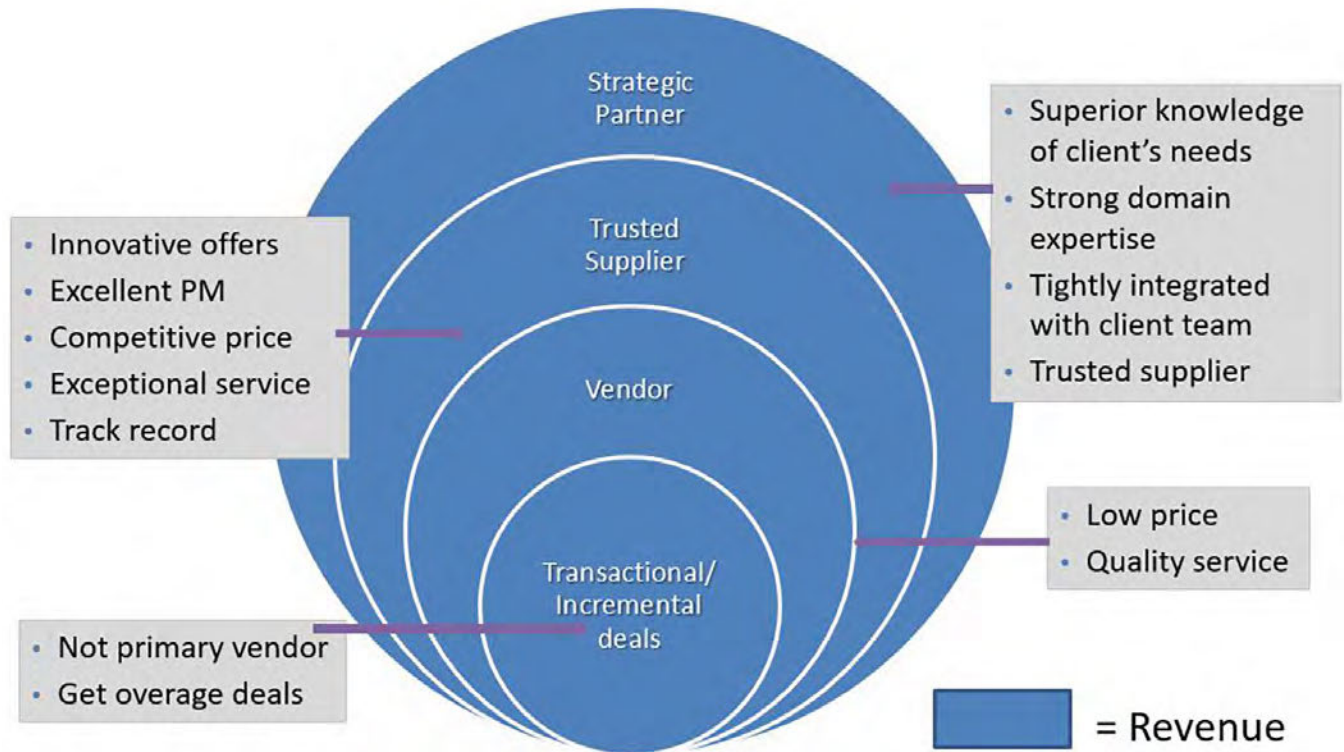 Strategic
Partner
Trusted
Supplier
Vendor
Transactional/
Incremental
deals
• Innovative offers
• Excellent PM
• Competitive price
• Exceptional service
• Track record
• Not primary vendor
• Get overage deals
• Superior knowledge
of client's needs
• Strong domain
expertise
• Tightly integrated
with client team
• Trusted supplier
• Low price
• Quality service
= Revenue